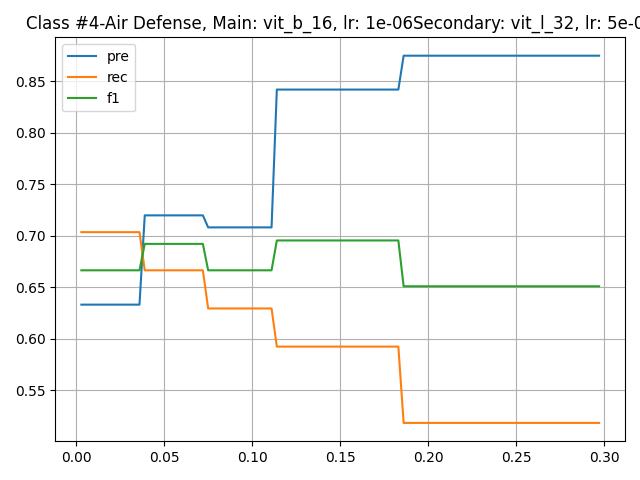 Class #4-Air Defense, Main: vit_b_16, lr: 1e-06Secondary: vit_l_32, lr: 5e-0
pre
rec
f1
0.85
0.80
0.75
0.70
0.65
0.60
0.55
0.00 0.05 0.10 0.15 0.20 0.25 0.30